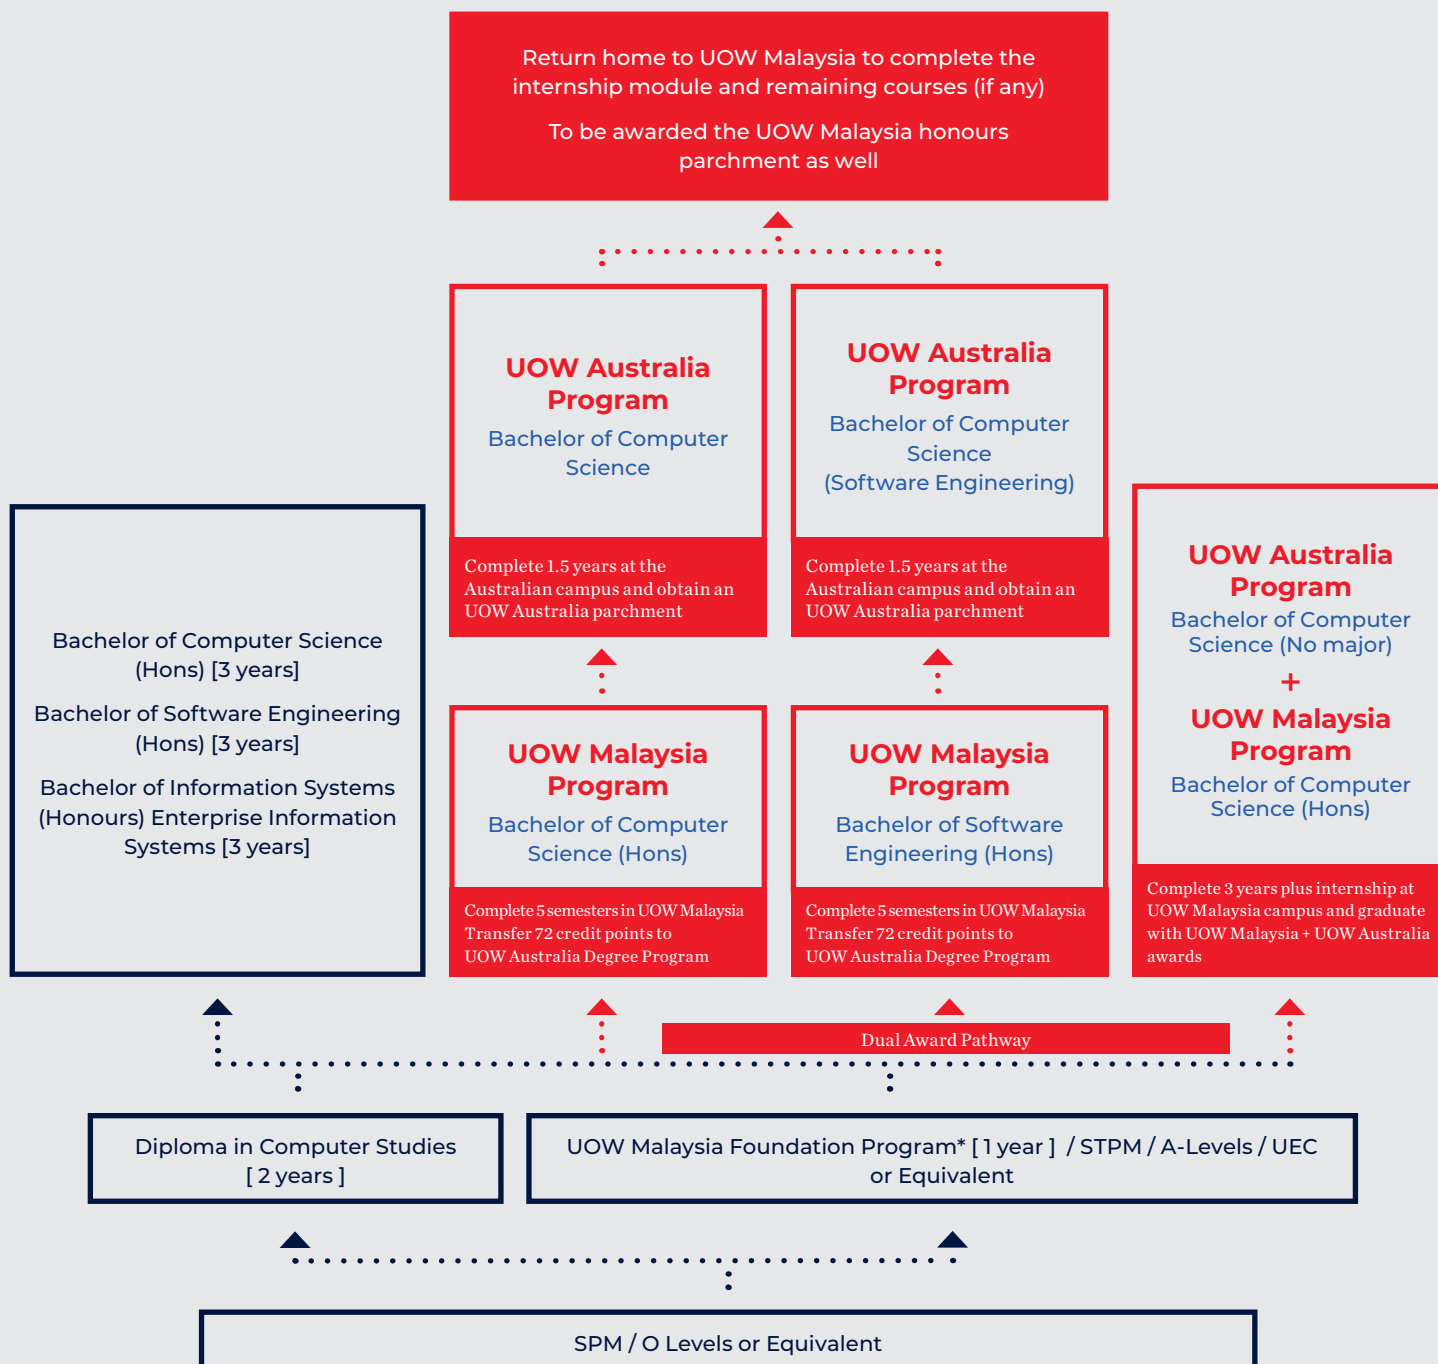 Return home to UOW Malaysia to complete the
internship module and remaining courses (if any)
To be awarded the UOW Malaysia honours
parchment as well
UOW Australia
Program
Bachelor of Computer
Science
Complete 1.5 years at the
Australian campus and obtain an
UOW Australia parchment
UOW Australia
Program
Bachelor of Computer
Science
(Software Engineering)
Complete 1.5 years at the
Australian campus and obtain an
UOW Australia parchment
Bachelor of Computer Science
(Hons) [3 years]
Bachelor of Software Engineering
(Hons) [3 years]
Bachelor of Information Systems
(Honours) Enterprise Information
Systems [3 years]
UOW Malaysia
Program
Bachelor of Computer
Science (Hons)
Complete 5 semesters in UOW Malaysia
Transfer 72 credit points to
UOW Australia Degree Program
UOW Malaysia
Program
Bachelor of Software
Engineering (Hons)
Complete 5 semesters in UOW Malaysia
Transfer 72 credit points to
UOW Australia Degree Program
UOW Australia
Program
Bachelor of Computer
Science (No major)
+
UOW Malaysia
Program
Bachelor of Computer
Science (Hons)
Complete 3 years plus internship at
UOW Malaysia campus and graduate
with UOW Malaysia + UOW Australia
awards
Dual Award Pathway
Diploma in Computer Studies
[ 2 years ]
UOW Malaysia Foundation Program* [ 1 year ] / STPM / A-Levels / UEC
or Equivalent
SPM / O Levels or Equivalent